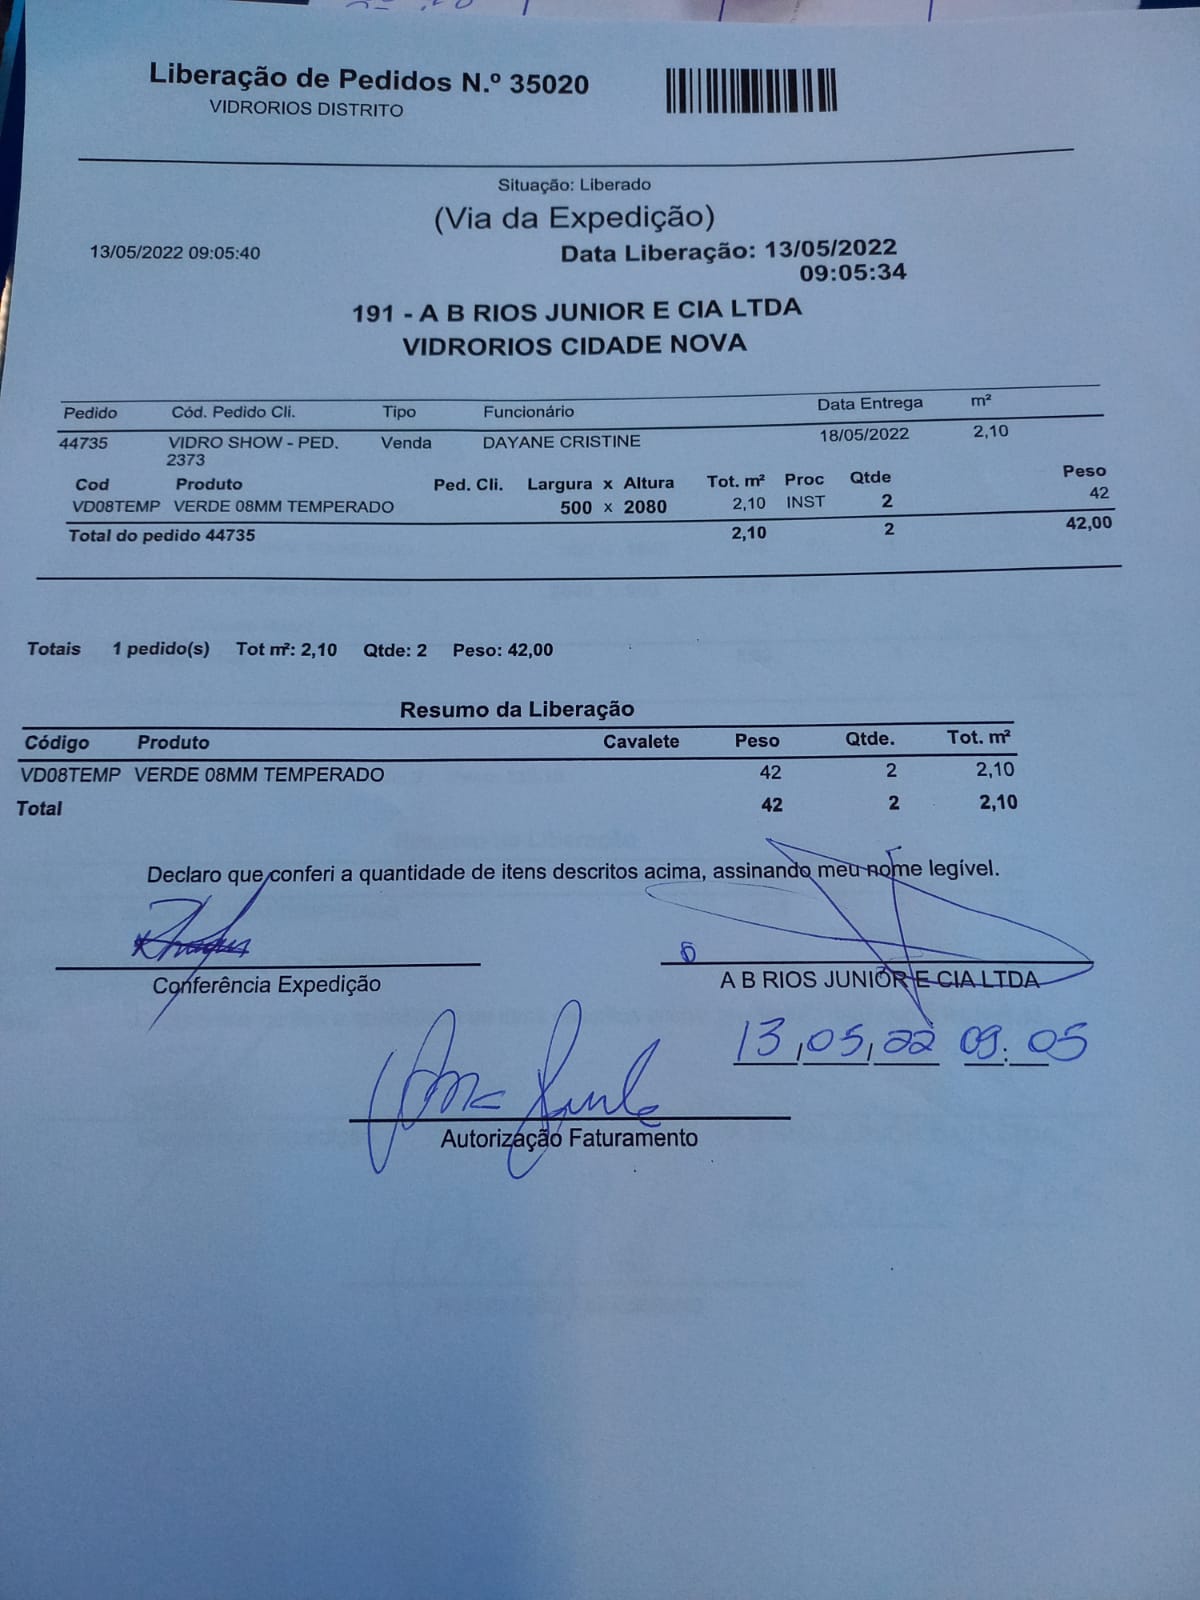 Liberação de Pedidos N.º 35020
VIDRORIOS DISTRITO
Situação: Liberado
(Via da Expedição)
13/05/2022 09:05:40 Data Liberação: 13/05/2022
09:05:34
191 - A B RIOS JUNIOR E CIA LTDA
VIDRORIOS CIDADE NOVA
Pedido Cód. Pedido Cli. Tipo Funcionário Data Entrega m²
44735 VIDRO SHOW - PED. Venda DAYANE CRISTINE 18/05/2022 2,10
2373
Cod Produto Ped. Cli. Largura x Altura Tot. m² Proc Qtde Peso
VD08TEMP VERDE 08MM TEMPERADO 500 x 2080 2,10 INST 2 42
Total do pedido 44735 2,10 2 42,00
Totais 1 pedido(s) Tot m²: 2,10 Qtde: 2 Peso: 42,00
Resumo da Liberação
Código Produto Cavalete Peso Qtde. Tot. m²
VD08TEMP VERDE 08MM TEMPERADO 42 2 2,10
Total 42 2 2,10
Declaro que conferi a quantidade de itens descritos acima, assinando meu nome legível.
Conferência Expedição A B RIOS JUNIOR E CIA LTDA
13,05,22 09:05
Autorização Faturamento